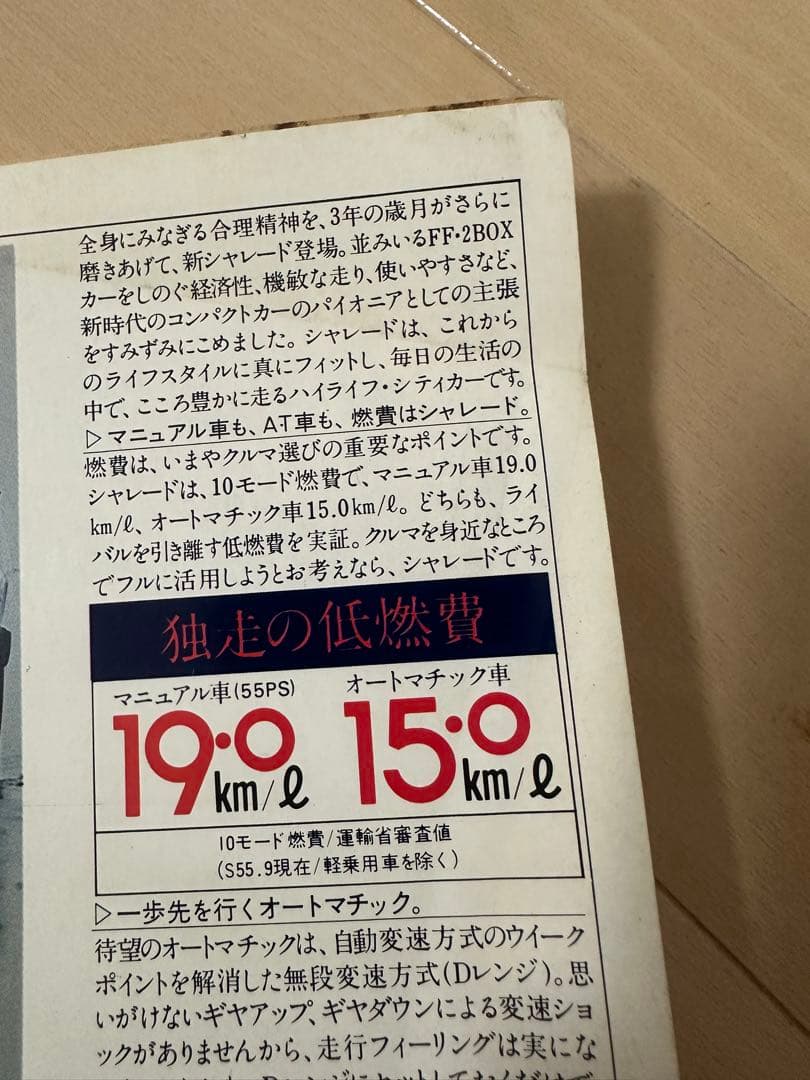 全身にみなぎる合理精神を、3年の歳月がさらに
磨きあげて、新シャレード登場。並みいるFF・2BOX
カーをしのぐ経済性、機敏な走り、使いやすさなど、
新時代のコンパクトカーのパイオニアとしての主張
をすみずみにこめました。シャレードは、これから
のライフスタイルに真にフィットし、毎日の生活の
中で、こころ豊かに走るハイライフ・シティカーです。
▷マニュアル車も、AT車も、燃費はシャレード。
燃費は、いまやクルマ選びの重要なポイントです。
シャレードは、10モード燃費で、マニュアル車19.0
km/ℓ、オートマチック車15.0km/ℓ。どちらも、ライ
バルを引き離す低燃費を実証。クルマを身近なところ
でフルに活用しようとお考えなら、シャレードです。
独走の低燃費
マニュアル車(55PS)
19.0km/ℓ
オートマチック車
15.0km/ℓ
10モード燃費/運輸省審査値
(S55.9現在/軽乗用車を除く)
▷一歩先を行くオートマチック。
待望のオートマチックは、自動変速方式のウイーク
ポイントを解消した無段変速方式(Dレンジ)。思
いがけないギヤアップ、ギヤダウンによる変速ショ
ックがありませんから、走行フィーリングは実にな